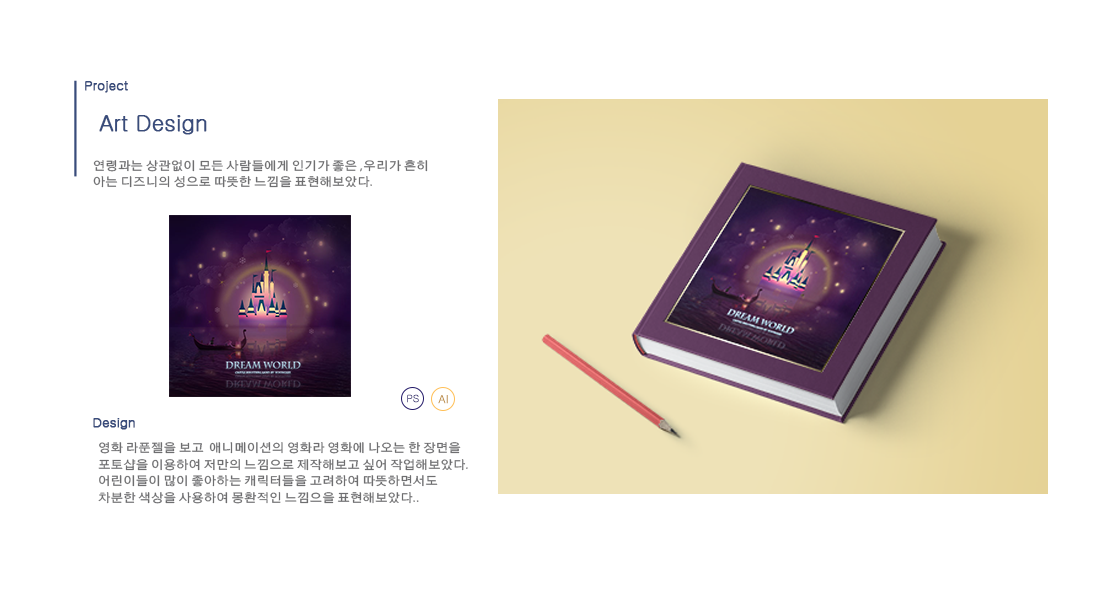 Project
Art Design
연령과는 상관없이 모든 사람들에게 인기가 좋은 ,우리가 흔히
아는 디즈니의 성으로 따뜻한 느낌을 표현해보았다.
DREAM WORLD
PS AI
Design
영화 라푼젤을 보고 애니메이션의 영화라 영화에 나오는 한 장면을
포토샵을 이용하여 저만의 느낌으로 제작해보고 싶어 작업해보았다.
어린이들이 많이 좋아하는 캐릭터들을 고려하여 따뜻하면서도
차분한 색상을 사용하여 몽환적인 느낌으을 표현해보았다..
DREAM WORLD